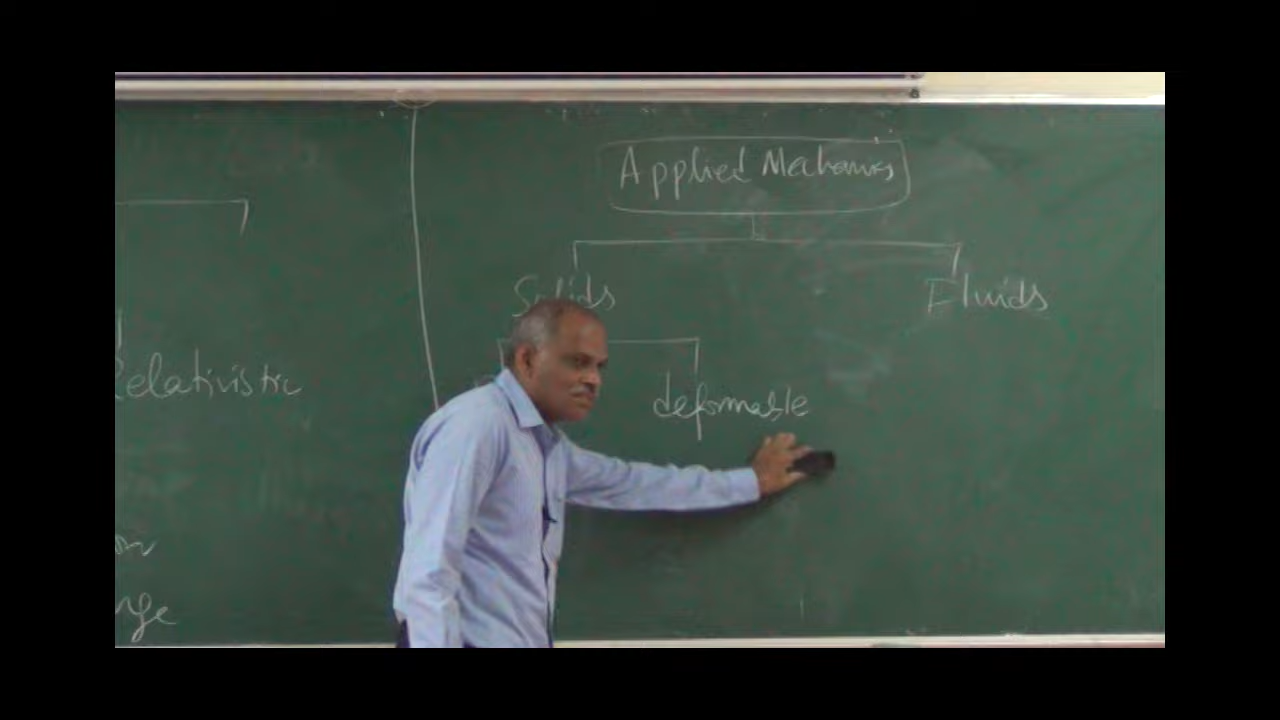 Applied Mechanics
Solids
Fluids
Relativistic
deformable